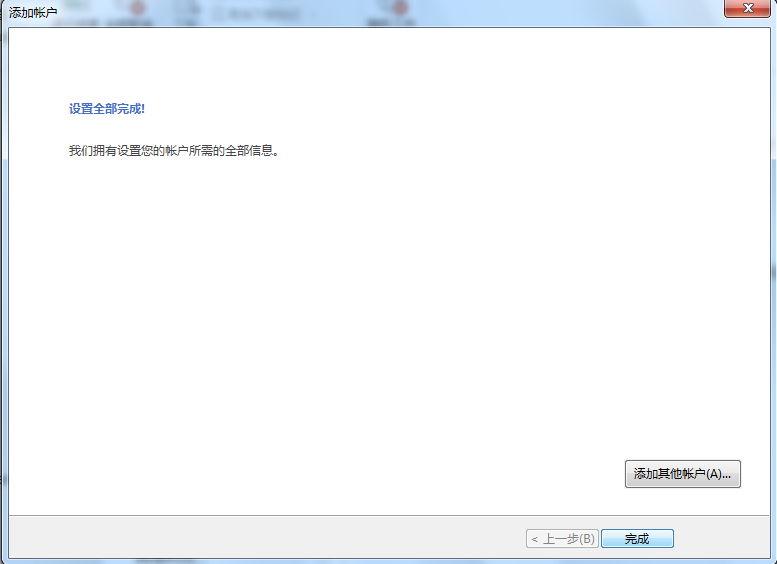 添加帐户
设置全部完成!
我们拥有设置您的帐户所需的全部信息。
添加其他帐户(A)...
< 上一步(B)
完成